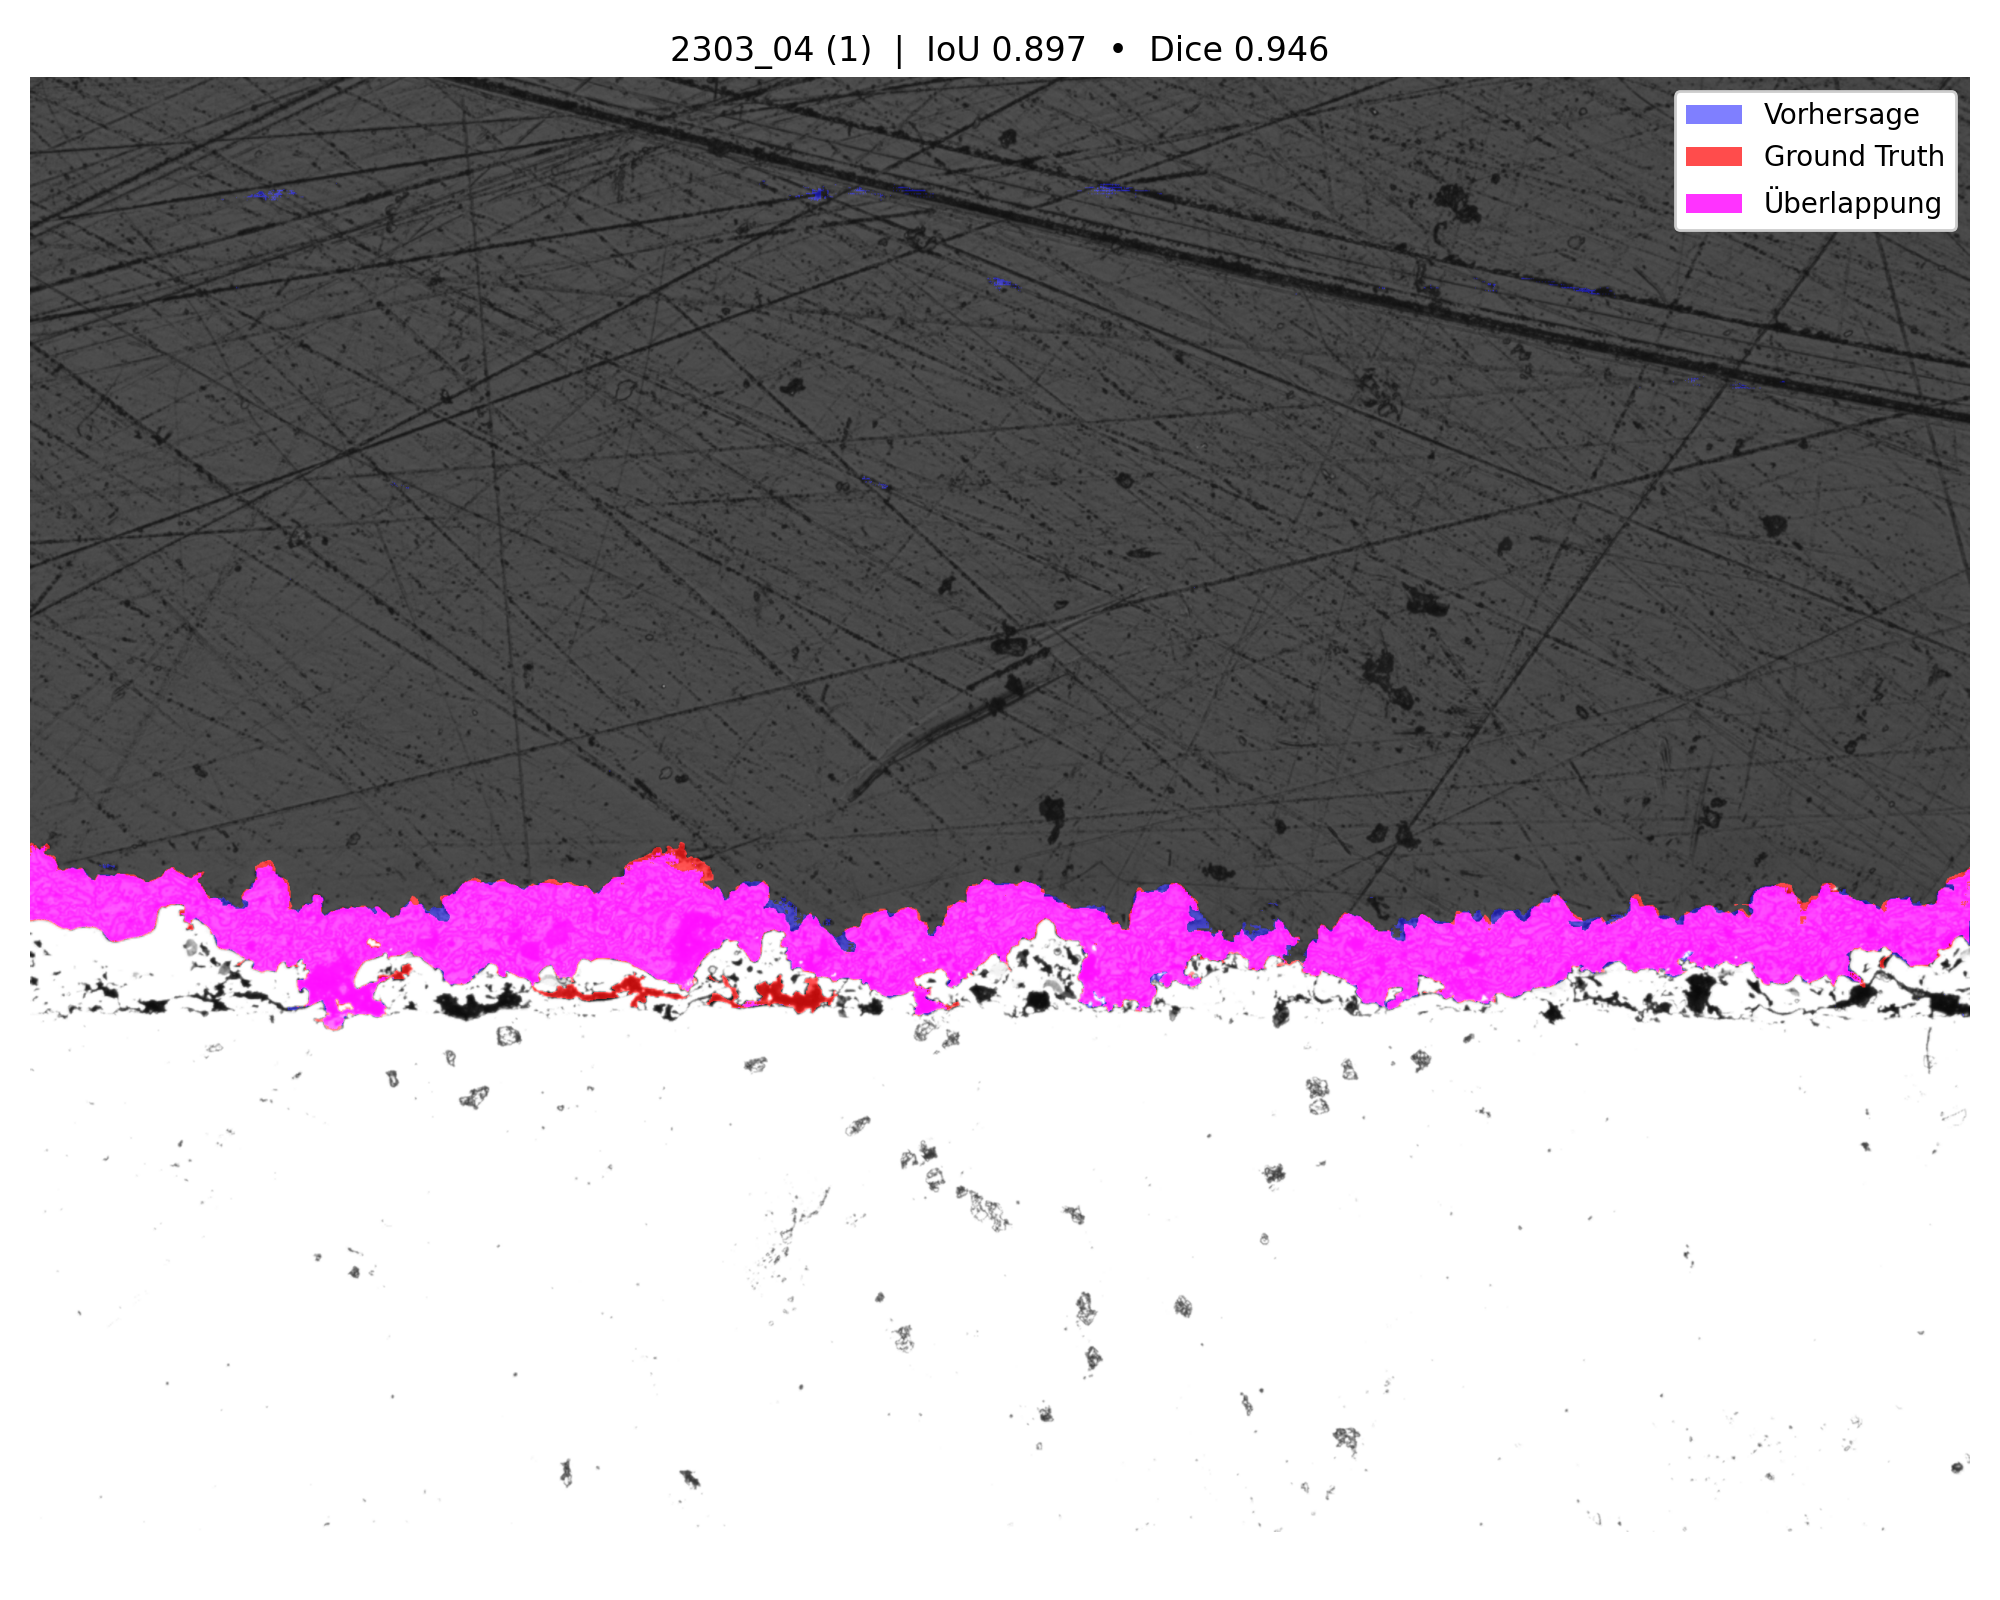 2303_04 (1) | IoU 0.897 • Dice 0.946
Vorhersage
Ground Truth
Überlappung